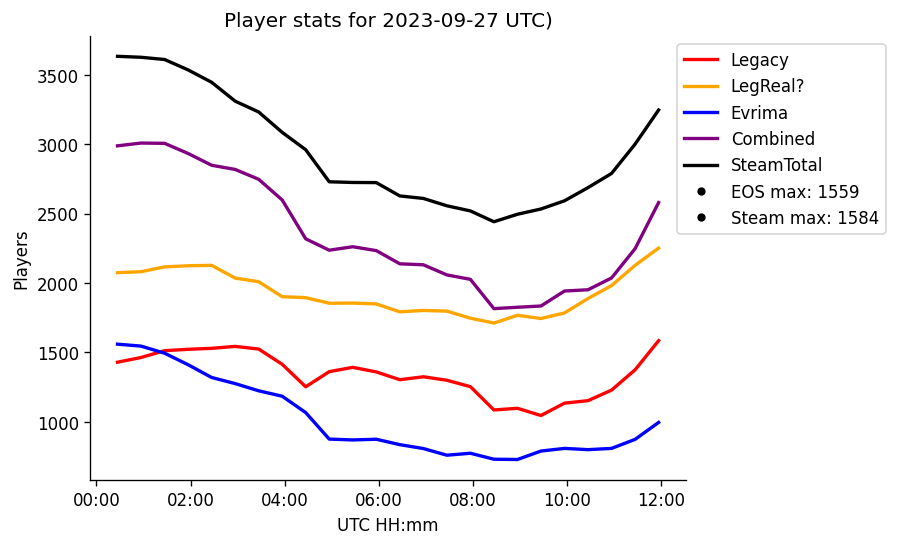 Player stats for 2023-09-27 UTC)
Legacy
LegReal?
Evrima
Combined
SteamTotal
EOS max: 1559
Steam max: 1584
3500
3000
2500
2000
1500
1000
Players
00:00 02:00 04:00 06:00 08:00 10:00 12:00
UTC HH:mm